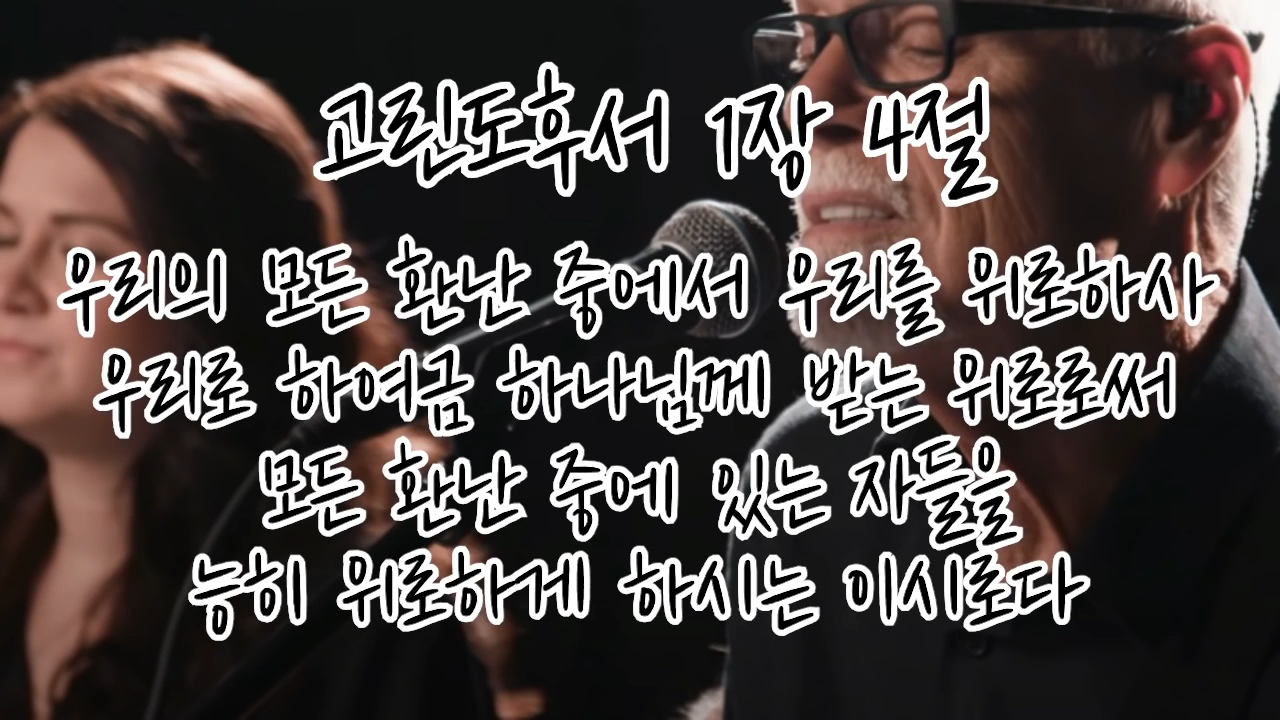 고린도후서 1장 4절
우리의 모든 환난 중에서 우리를 위로하사
우리로 하여금 하나님께 받는 위로로써
모든 환난 중에 있는 자들을
능히 위로하게 하시는 이시로다